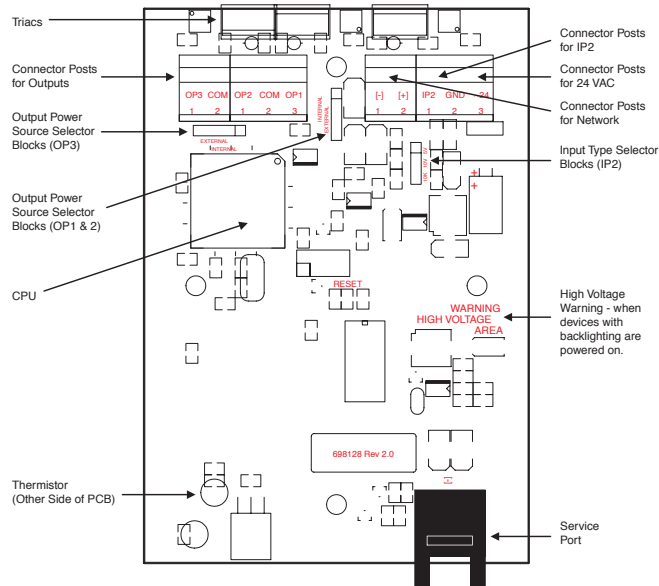 Triacs
Connector Posts
for Outputs
Output Power
Source Selector
Blocks (OP3)
Output Power
Source Selector
Blocks (OP1 & 2)
CPU
Thermistor
(Other Side of PCB)
OP3 COM OP2 COM OP1
1 2 1 2 3
EXTERNAL
INTERNAL
INTERNAL
EXTERNAL
[-] [+] IP2 GND 24
1 2 1 2 3
10K 10V 5V
+
+
RESET
WARNING
HIGH VOLTAGE
AREA
698128 Rev 2.0
Connector Posts
for IP2
Connector Posts
for 24 VAC
Connector Posts
for Network
Input Type Selector
Blocks (IP2)
High Voltage
Warning - when
devices with
backlighting are
powered on.
Service
Port